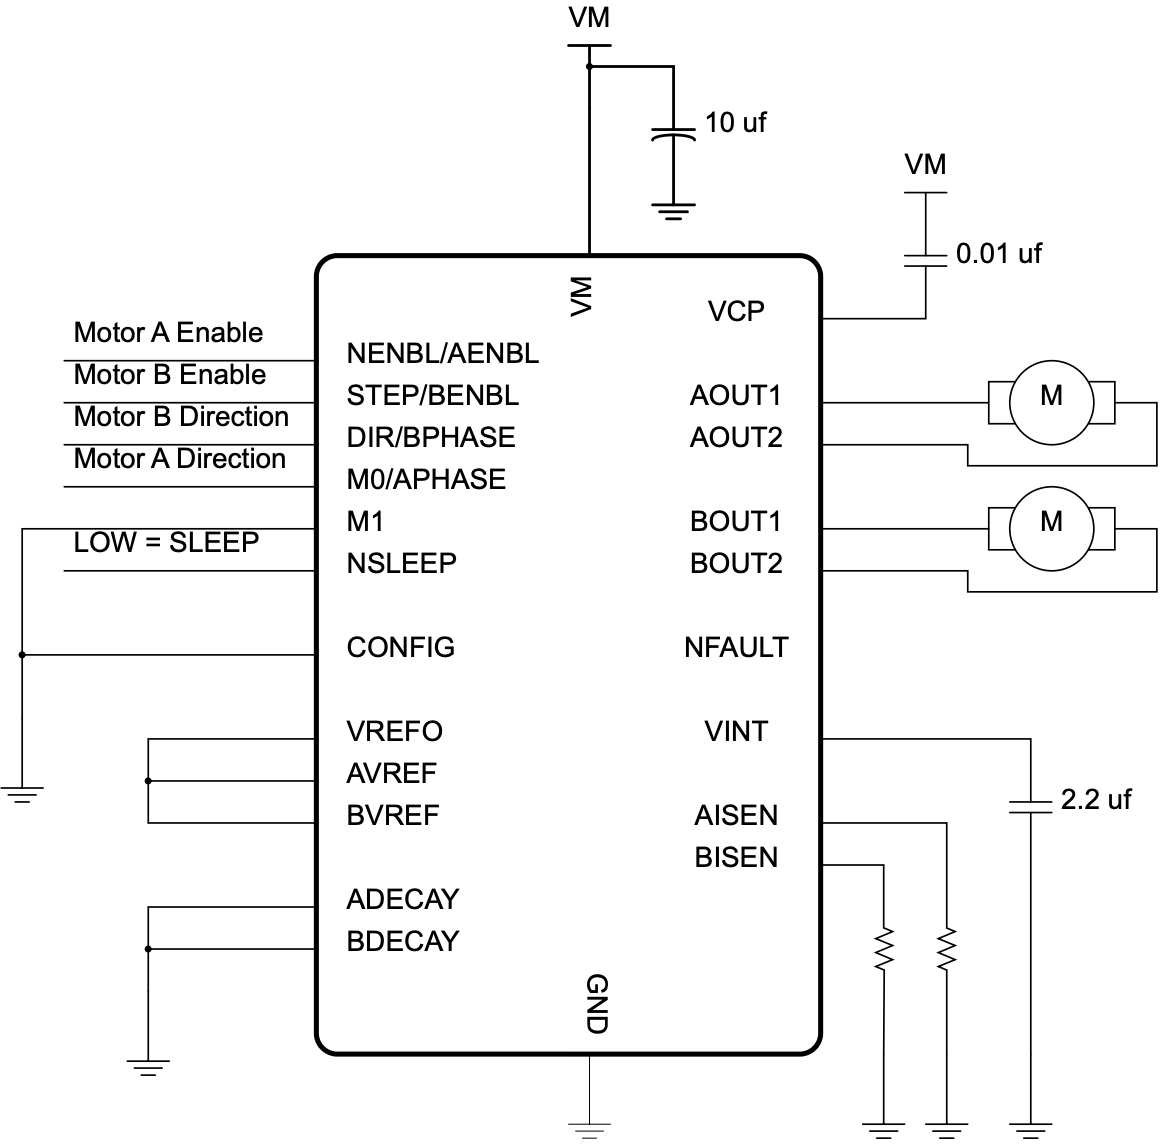 VM
10 uf
VM
0.01 uf
VM
VCP
Motor A Enable
NENBL/AENBL
Motor B Enable
STEP/BENBL
AOUT1
M
Motor B Direction
DIR/BPHASE
AOUT2
Motor A Direction
M0/APHASE
M1
BOUT1
M
LOW = SLEEP
NSLEEP
BOUT2
CONFIG
NFAULT
VREFO
VINT
AVREF
2.2 uf
BVREF
AISEN
BISEN
ADECAY
BDECAY
GND